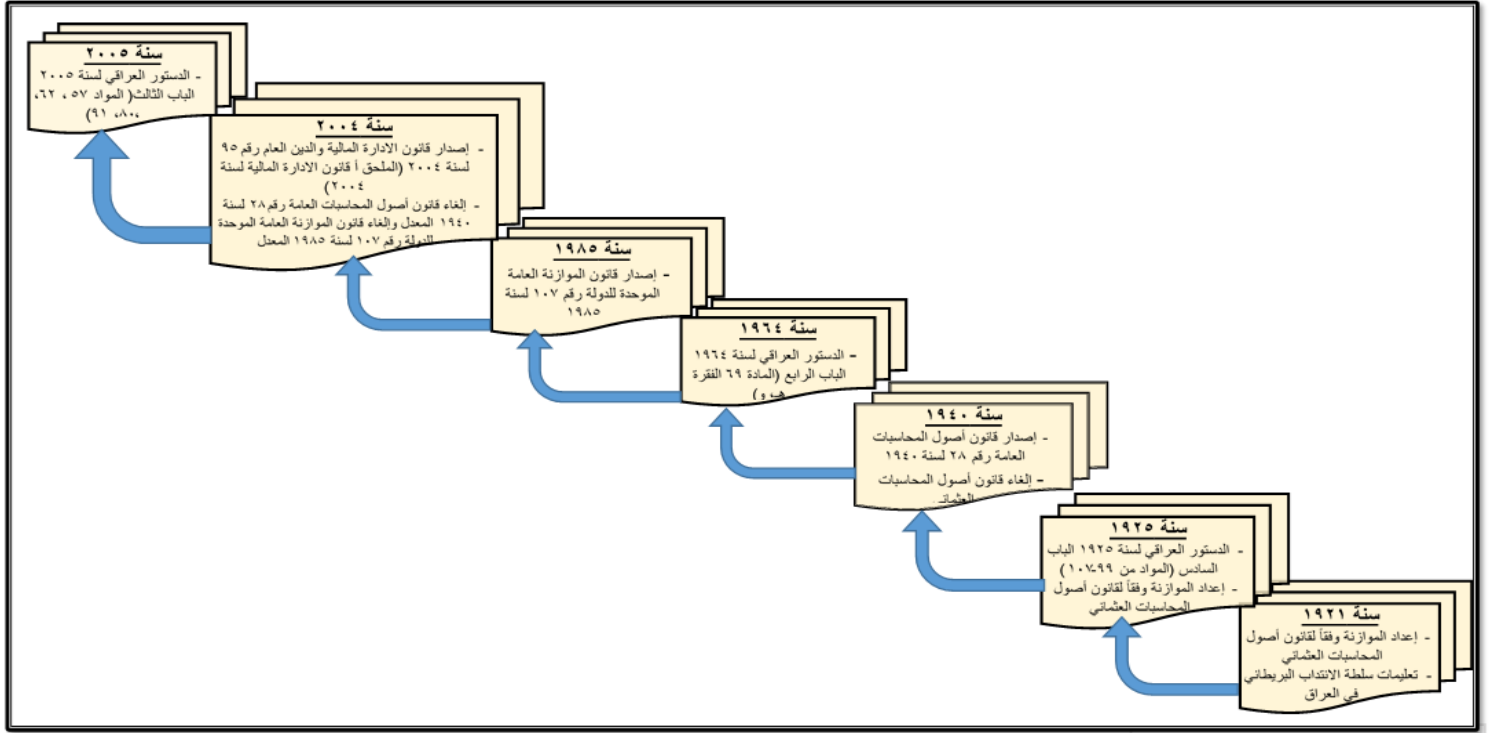 سنة ٢٠٠٥
- الدستور العراقي لسنة ٢٠٠٥
الباب الثالث( المواد ٥٧ ، ٦٢،
،٨٠، ٩١)
سنة ٢٠٠٤
- إصدار قانون الادارة المالية والدين العام رقم ٩٥
لسنة ٢٠٠٤ (الملحق أ قانون الادارة المالية لسنة
٢٠٠٤)
- إلغاء قانون أصول المحاسبات العامة رقم ٢٨ لسنة
١٩٤٠ المعدل وإلغاء قانون الموازنة العامة الموحدة
للدولة رقم ١٠٧ لسنة ١٩٨٥ المعدل
سنة ١٩٨٥
- إصدار قانون الموازنة العامة
الموحدة للدولة رقم ١٠٧ لسنة
١٩٨٥
سنة ١٩٦٤
- الدستور العراقي لسنة ١٩٦٤
الباب الرابع (المادة ٦٩ الفقرة
هـ، و)
سنة ١٩٤٠
- إصدار قانون أصول المحاسبات
العامة رقم ٢٨ لسنة ١٩٤٠
- إلغاء قانون أصول المحاسبات
العثماني
سنة ١٩٢٥
- الدستور العراقي لسنة ١٩٢٥ الباب
السادس (المواد من ٩٩-١٠٧)
- إعداد الموازنة وفقاً لقانون أصول
المحاسبات العثماني
سنة ١٩٢١
- إعداد الموازنة وفقاً لقانون أصول
المحاسبات العثماني
- تعليمات سلطة الانتداب البريطاني
في العراق